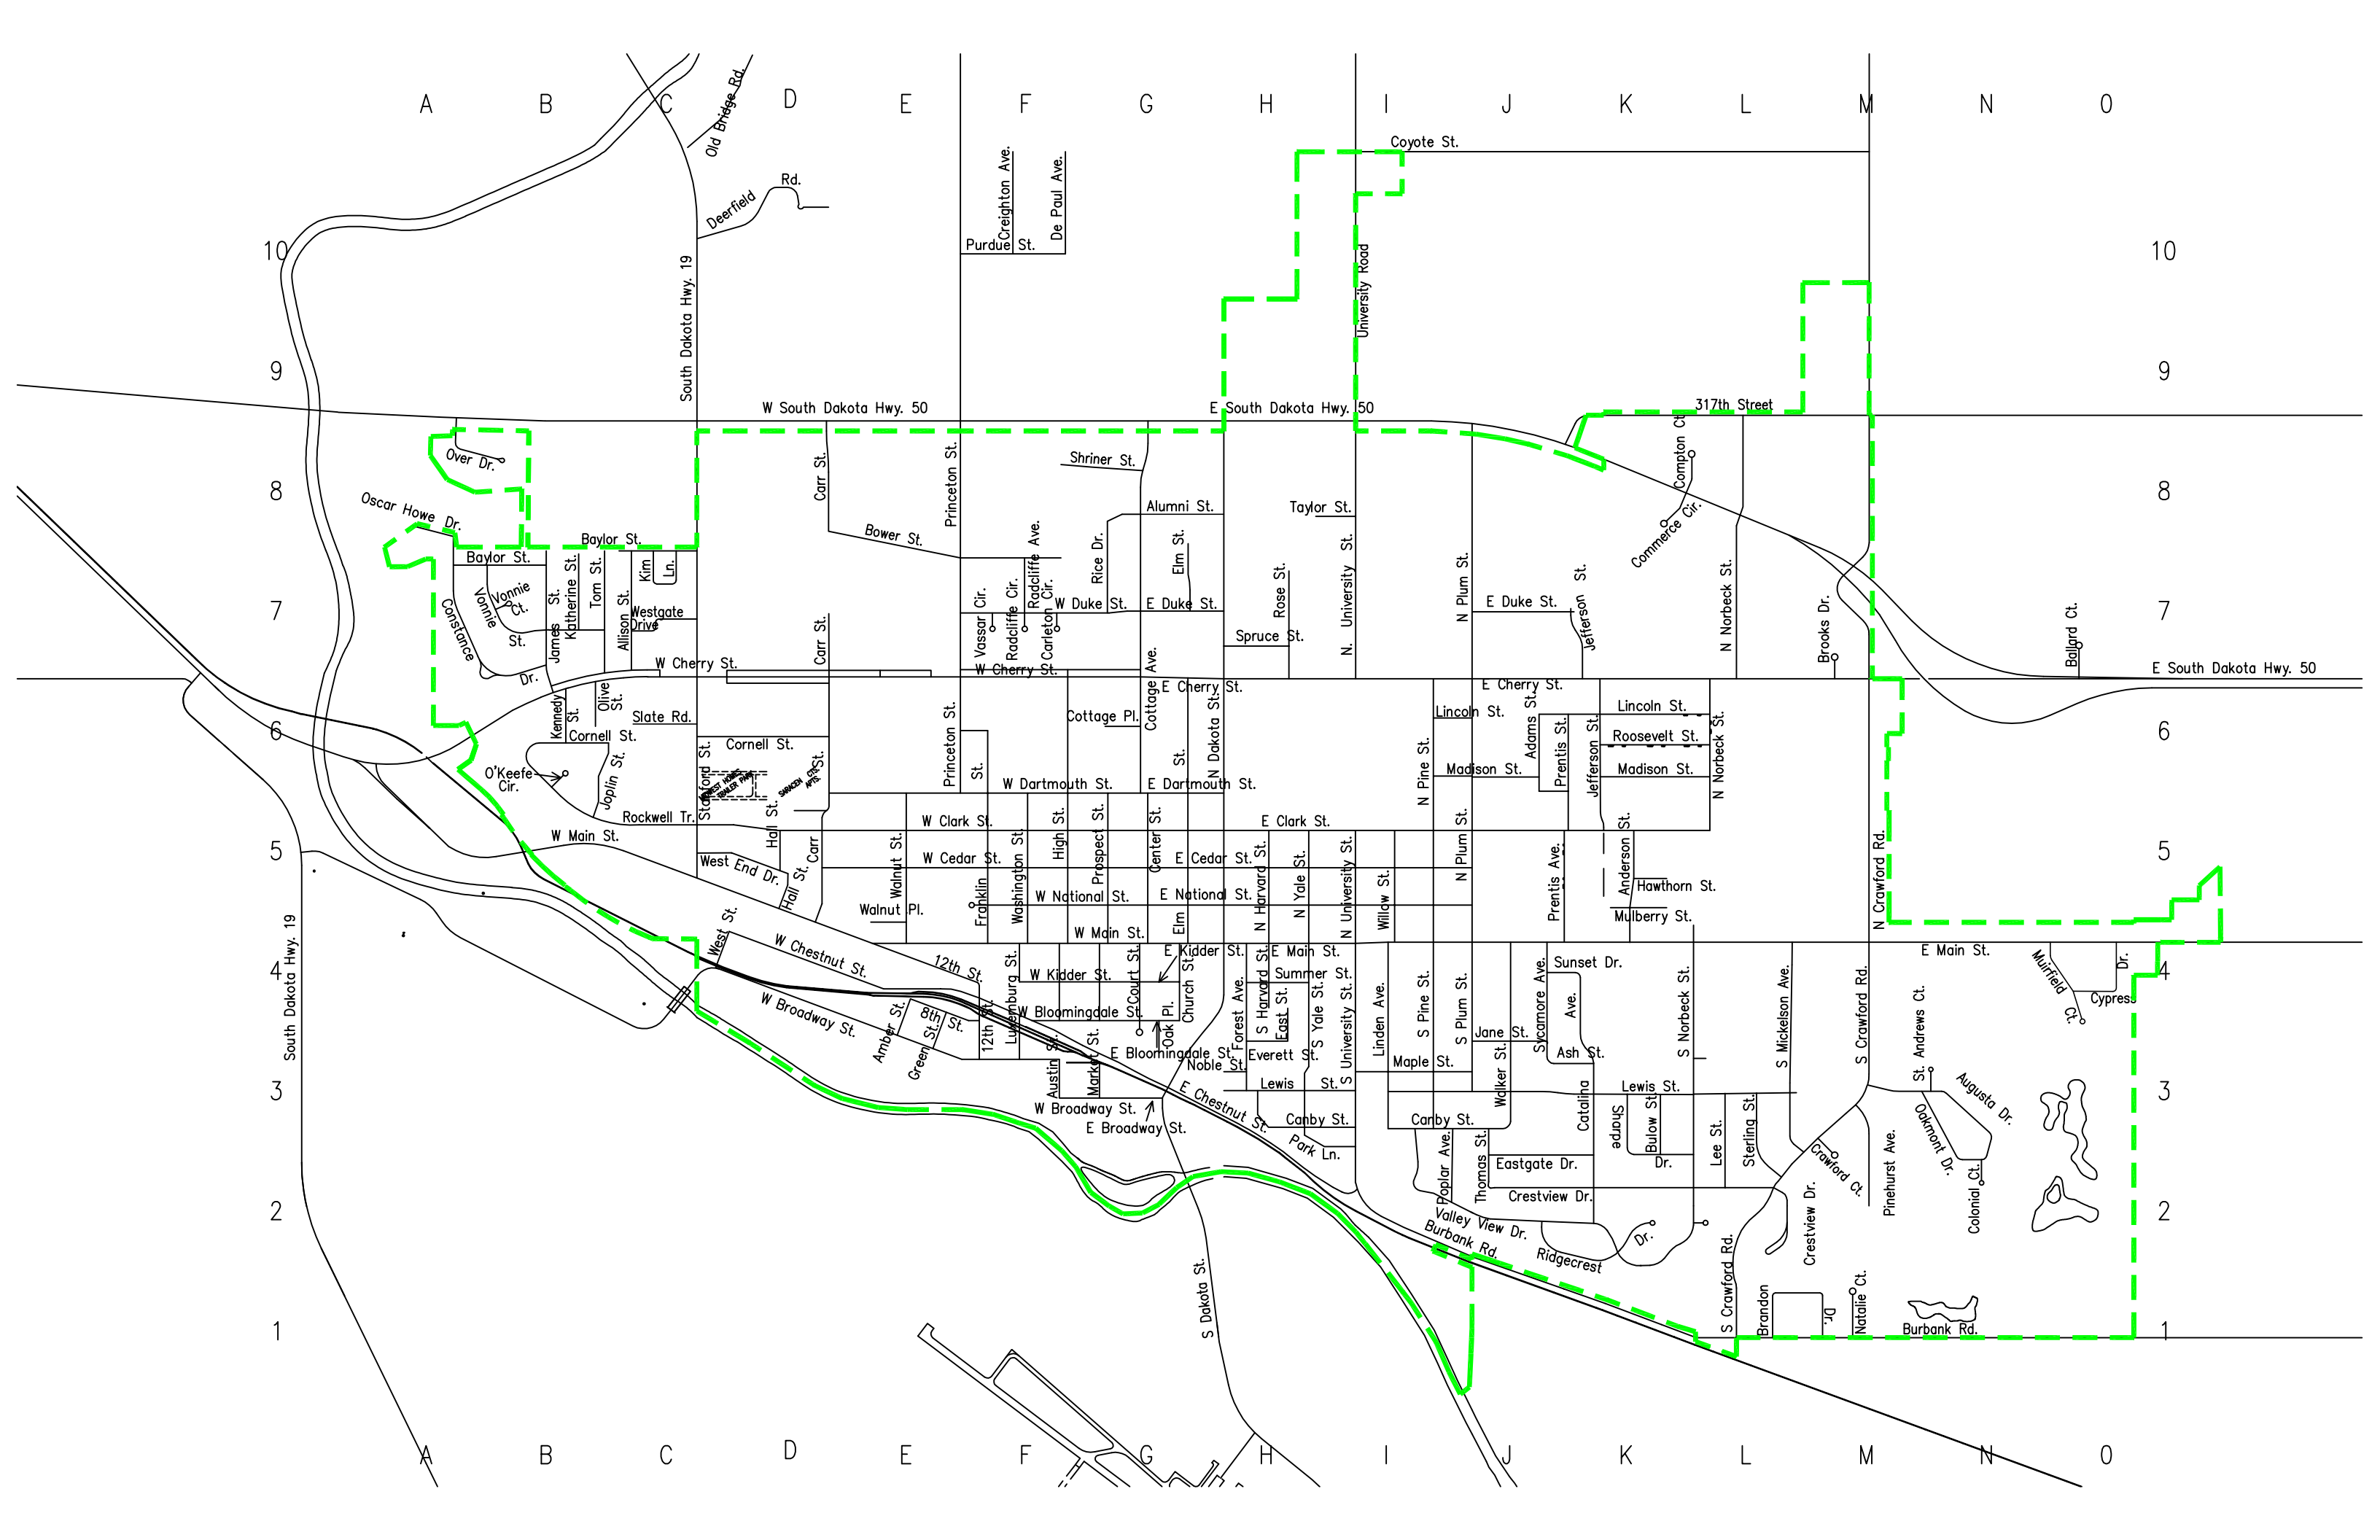 A B C D E F G H I J K L M N O
Old Bridge Rd.
Coyote St.
Creighton Ave.
De Paul Ave.
Rd.
Deerfield
Purdue St.
10
10
University Road
South Dakota Hwy. 19
9
9
W South Dakota Hwy. 50
E South Dakota Hwy. 50
317th Street
Compton Ct.
Over Dr.
Carr St.
Princeton St.
Shriner St.
8
8
Oscar Howe Dr.
Alumni St.
Taylor St.
Commerce Cir.
Bower St.
Baylor St.
Baylor St.
Radcliffe Ave.
Rice Dr.
Elm St.
Rose St.
N. University St.
N Plum St.
Jefferson St.
N Norbeck St.
Kim
Ln.
Katherine St.
Tom St.
Vonnie
Ct.
Vonnie
St.
Constance
Dr.
James St.
Allison St.
Westgate
Drive
Carr St.
Vassar Cir.
Radcliffe Cir.
Carleton Cir.
W Duke St.
E Duke St.
E Duke St.
Spruce St.
Brooks Dr.
Ballard Ct.
7
7
W Cherry St.
W Cherry St.
E Cherry St.
E Cherry St.
E South Dakota Hwy. 50
Kennedy
St.
Olive
St.
Slate Rd.
Cottage Pl.
Cottage Ave.
N Dakota St.
Lincoln St.
Lincoln St.
Adams St.
Prentis St.
Jefferson St.
Roosevelt St.
N Norbeck St.
6
6
Cornell St.
Cornell St.
O'Keefe
Cir.
Joplin St.
Stanford St.
MIDWEST HOMES
TRAILER PARK
SARACEN CTS.
APTS.
St.
Princeton St.
St.
St.
N Pine St.
Madison St.
Madison St.
W Dartmouth St.
E Dartmouth St.
Rockwell Tr.
W Main St.
Hall St.
Carr
W Clark St.
E Clark St.
High St.
Prospect St.
Center St.
N Plum St.
5
5
West End Dr.
Hall St.
Walnut St.
W Cedar St.
E Cedar St.
Washington St.
Franklin
Walnut Pl.
W National St.
E National St.
Elm
N Harvard St.
N Yale St.
N University St.
Willow St.
Prentis Ave.
Anderson St.
Hawthorn St.
Mulberry St.
N Crawford Rd.
West St.
W Main St.
E Kidder St.
E Main St.
E Main St.
W Chestnut St.
12th St.
W Kidder St.
Summer St.
Sunset Dr.
Muirfield
Ct.
Dr.
Cypress
4
4
South Dakota Hwy. 19
W Broadway St.
Amber St.
8th St.
Green St.
12th St.
Luxemburg St.
W Bloomingdale St.
Court St.
Oak Pl.
Church St.
Forest Ave.
S Harvard St.
East St.
S Yale St.
S University St.
Linden Ave.
S Pine St.
S Plum St.
Jane St.
Sycamore Ave.
Ave.
S Norbeck St.
S Mickelson Ave.
S Crawford Rd.
St. Andrews Ct.
E Bloomingdale St.
Everett St.
Noble St.
Maple St.
Ash St.
Austin
St.
Market St.
Lewis St.
Walker St.
Catalina
Lewis St.
Augusta Dr.
3
3
W Broadway St.
E Broadway St.
E Chestnut St.
Canby St.
Canby St.
Sharpe
Bulow St.
Dr.
Lee St.
Sterling St.
Oakmont Dr.
Park Ln.
Poplar Ave.
Thomas St.
Eastgate Dr.
Crestview Dr.
Crawford Ct.
Crestview Dr.
Pinehurst Ave.
Colonial Ct.
2
2
Valley View Dr.
Burbank Rd.
Ridgecrest
Dr.
S Dakota St.
S Crawford Rd.
Brandon
Dr.
Natalie Ct.
Burbank Rd.
1
1
A B C D E F G H I J K L M N O